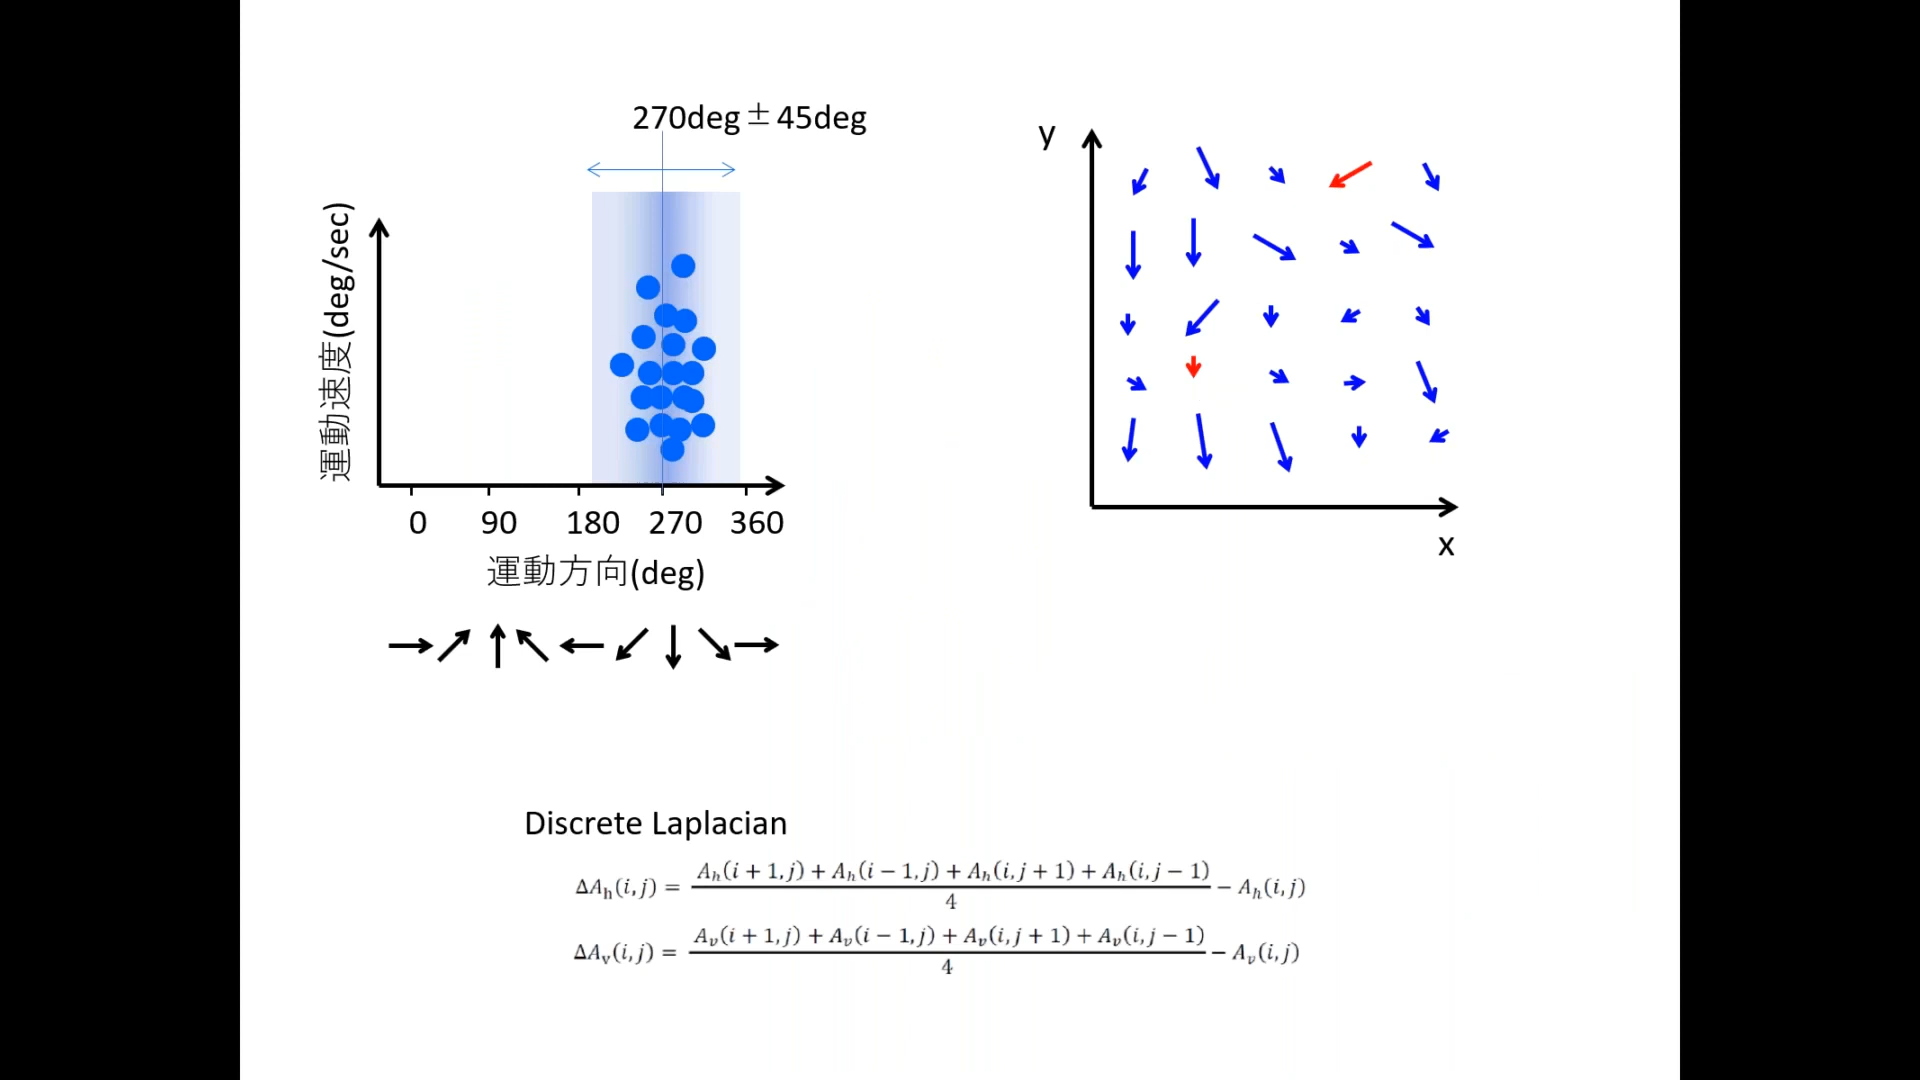 270deg±45deg
運動速度(deg/sec)
0 90 180 270 360
運動方向(deg)
y
x
Discrete Laplacian
ΔA_h(i,j) = (A_h(i+1,j) + A_h(i−1,j) + A_h(i,j+1) + A_h(i,j−1))/4 − A_h(i,j)
ΔA_v(i,j) = (A_v(i+1,j) + A_v(i−1,j) + A_v(i,j+1) + A_v(i,j−1))/4 − A_v(i,j)